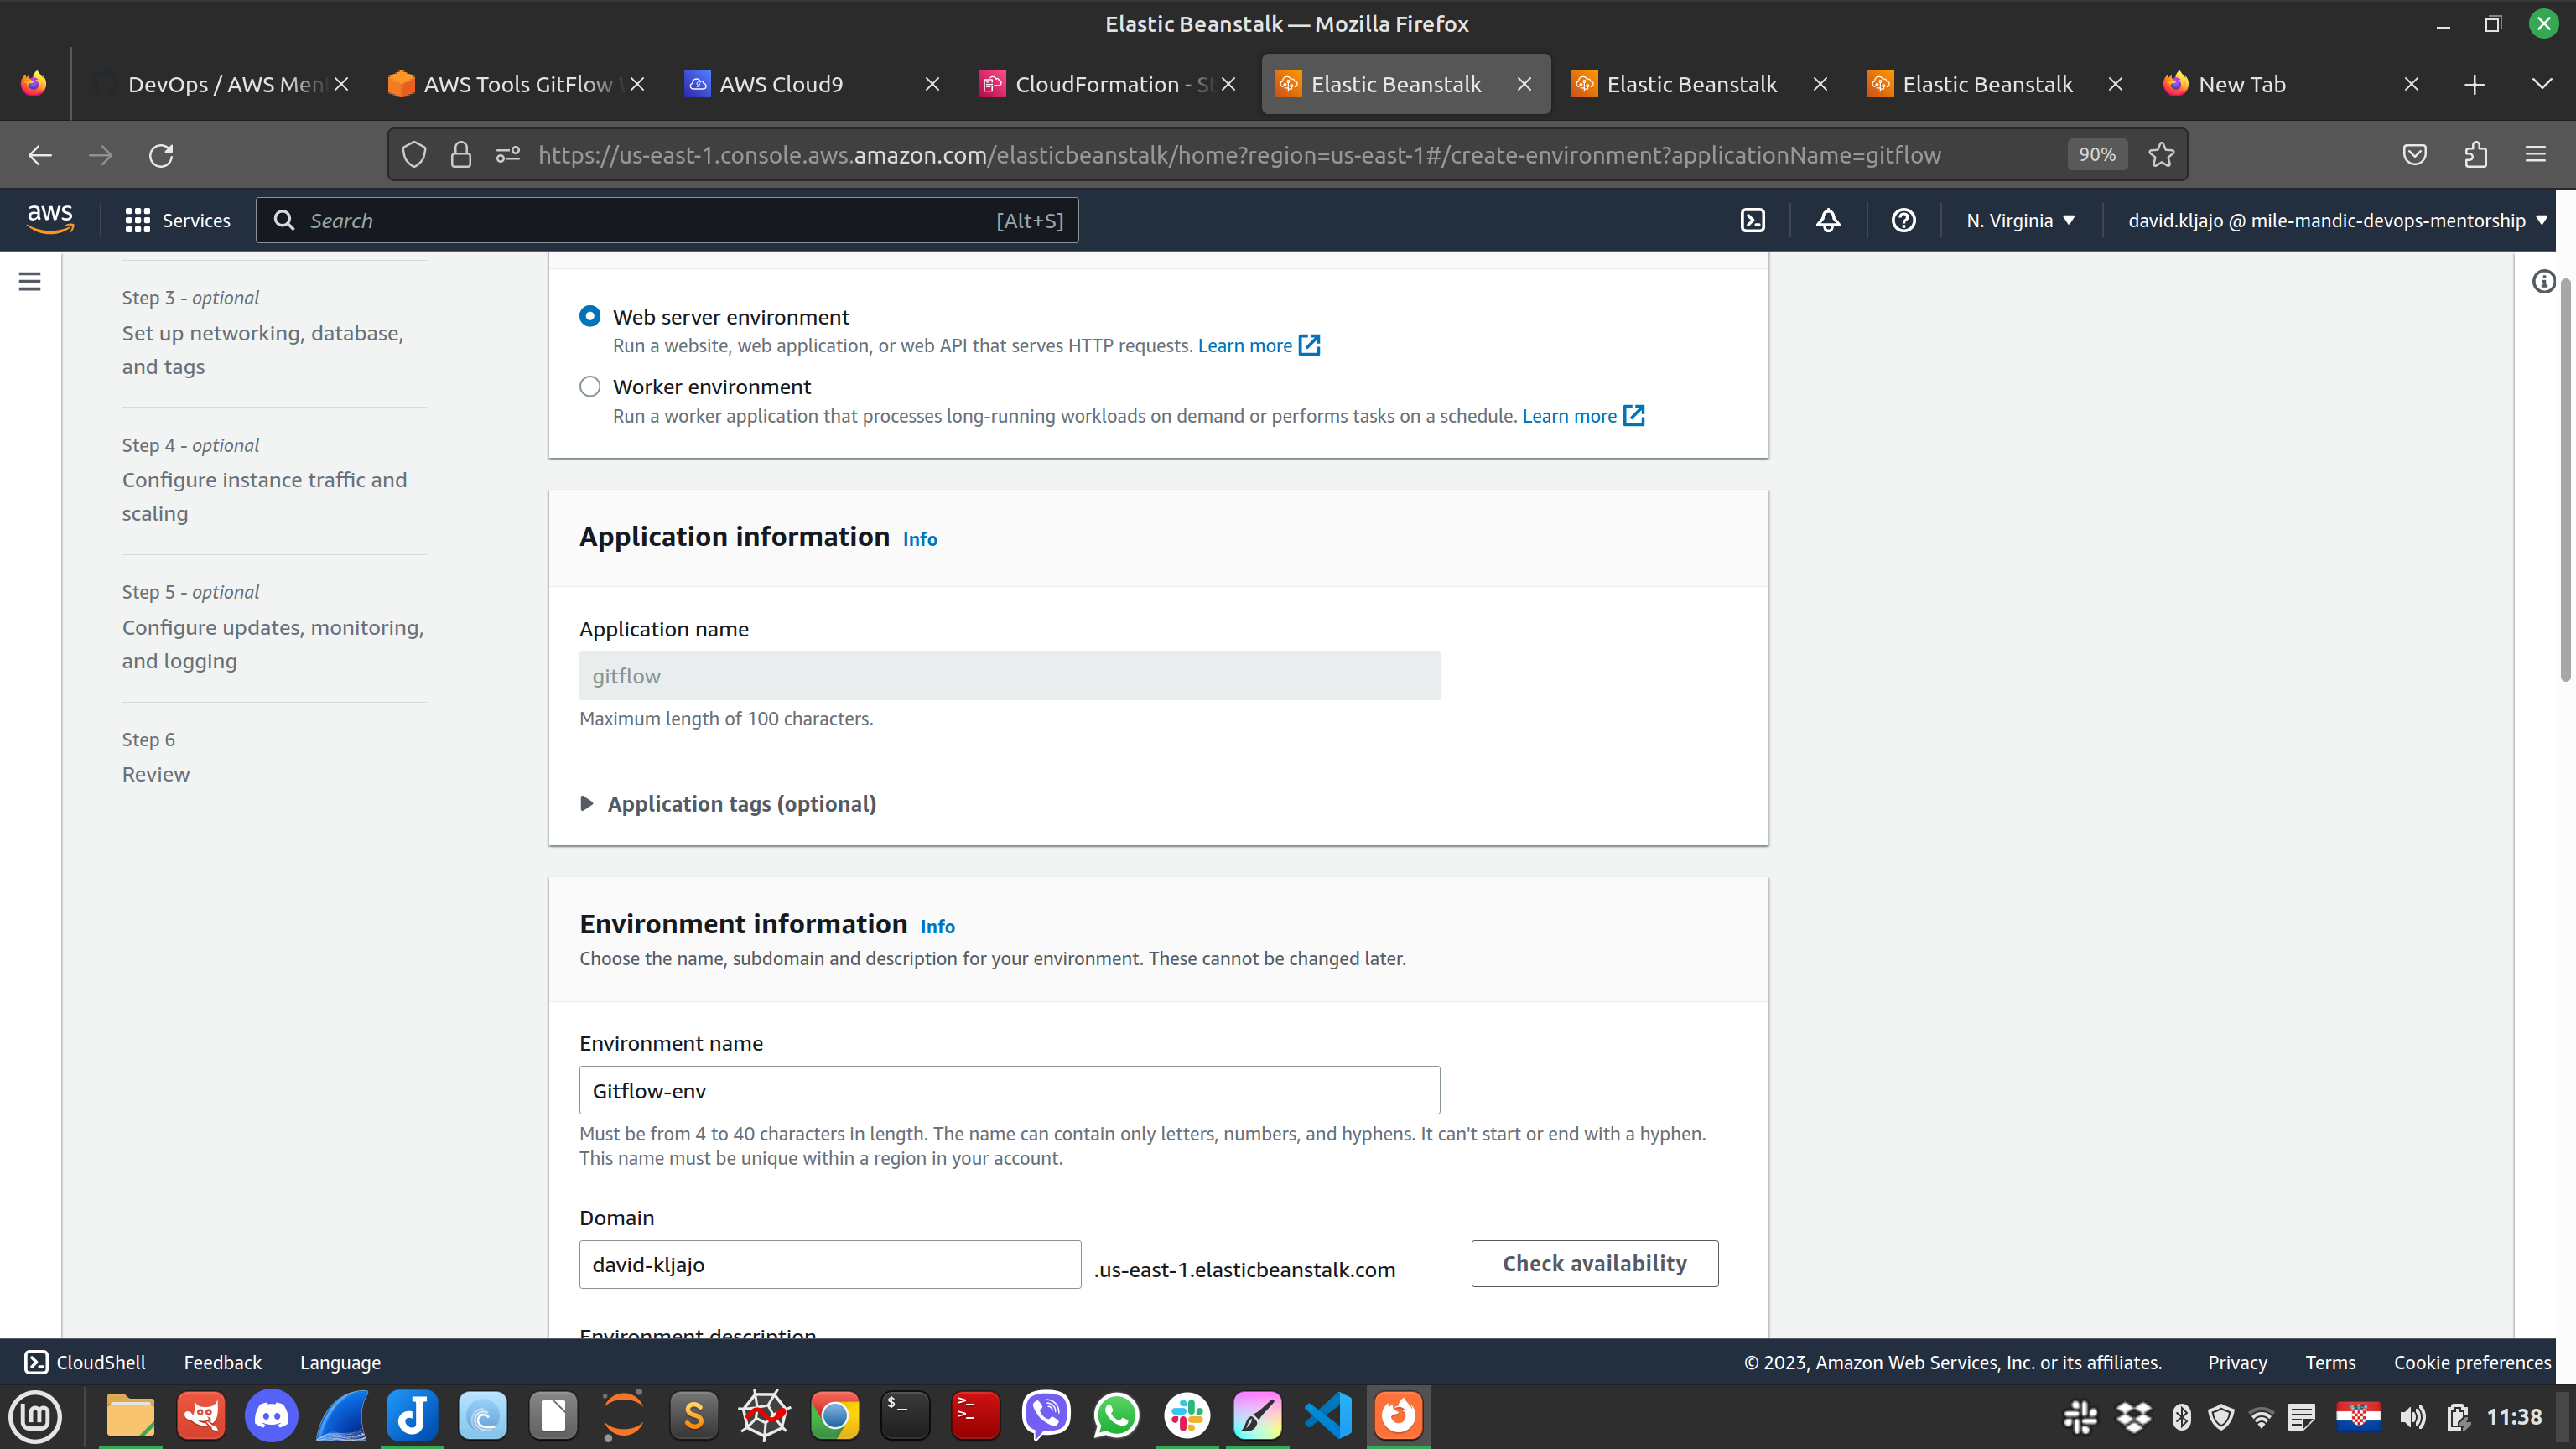 Elastic Beanstalk — Mozilla Firefox
DevOps / AWS Ment
AWS Tools GitFlow
AWS Cloud9
CloudFormation - St
Elastic Beanstalk
Elastic Beanstalk
Elastic Beanstalk
New Tab
https://us-east-1.console.aws.amazon.com/elasticbeanstalk/home?region=us-east-1#/create-environment?applicationName=gitflow
90%
aws
Services
Search
[Alt+S]
N. Virginia
david.kljajo @ mile-mandic-devops-mentorship
Step 3 - optional
Set up networking, database,
and tags
Step 4 - optional
Configure instance traffic and
scaling
Step 5 - optional
Configure updates, monitoring,
and logging
Step 6
Review
Web server environment
Run a website, web application, or web API that serves HTTP requests. Learn more
Worker environment
Run a worker application that processes long-running workloads on demand or performs tasks on a schedule. Learn more
Application information Info
Application name
gitflow
Maximum length of 100 characters.
Application tags (optional)
Environment information Info
Choose the name, subdomain and description for your environment. These cannot be changed later.
Environment name
Gitflow-env
Must be from 4 to 40 characters in length. The name can contain only letters, numbers, and hyphens. It can't start or end with a hyphen.
This name must be unique within a region in your account.
Domain
david-kljajo
.us-east-1.elasticbeanstalk.com
Check availability
Environment description
CloudShell
Feedback
Language
© 2023, Amazon Web Services, Inc. or its affiliates.
Privacy
Terms
Cookie preferences
11:38